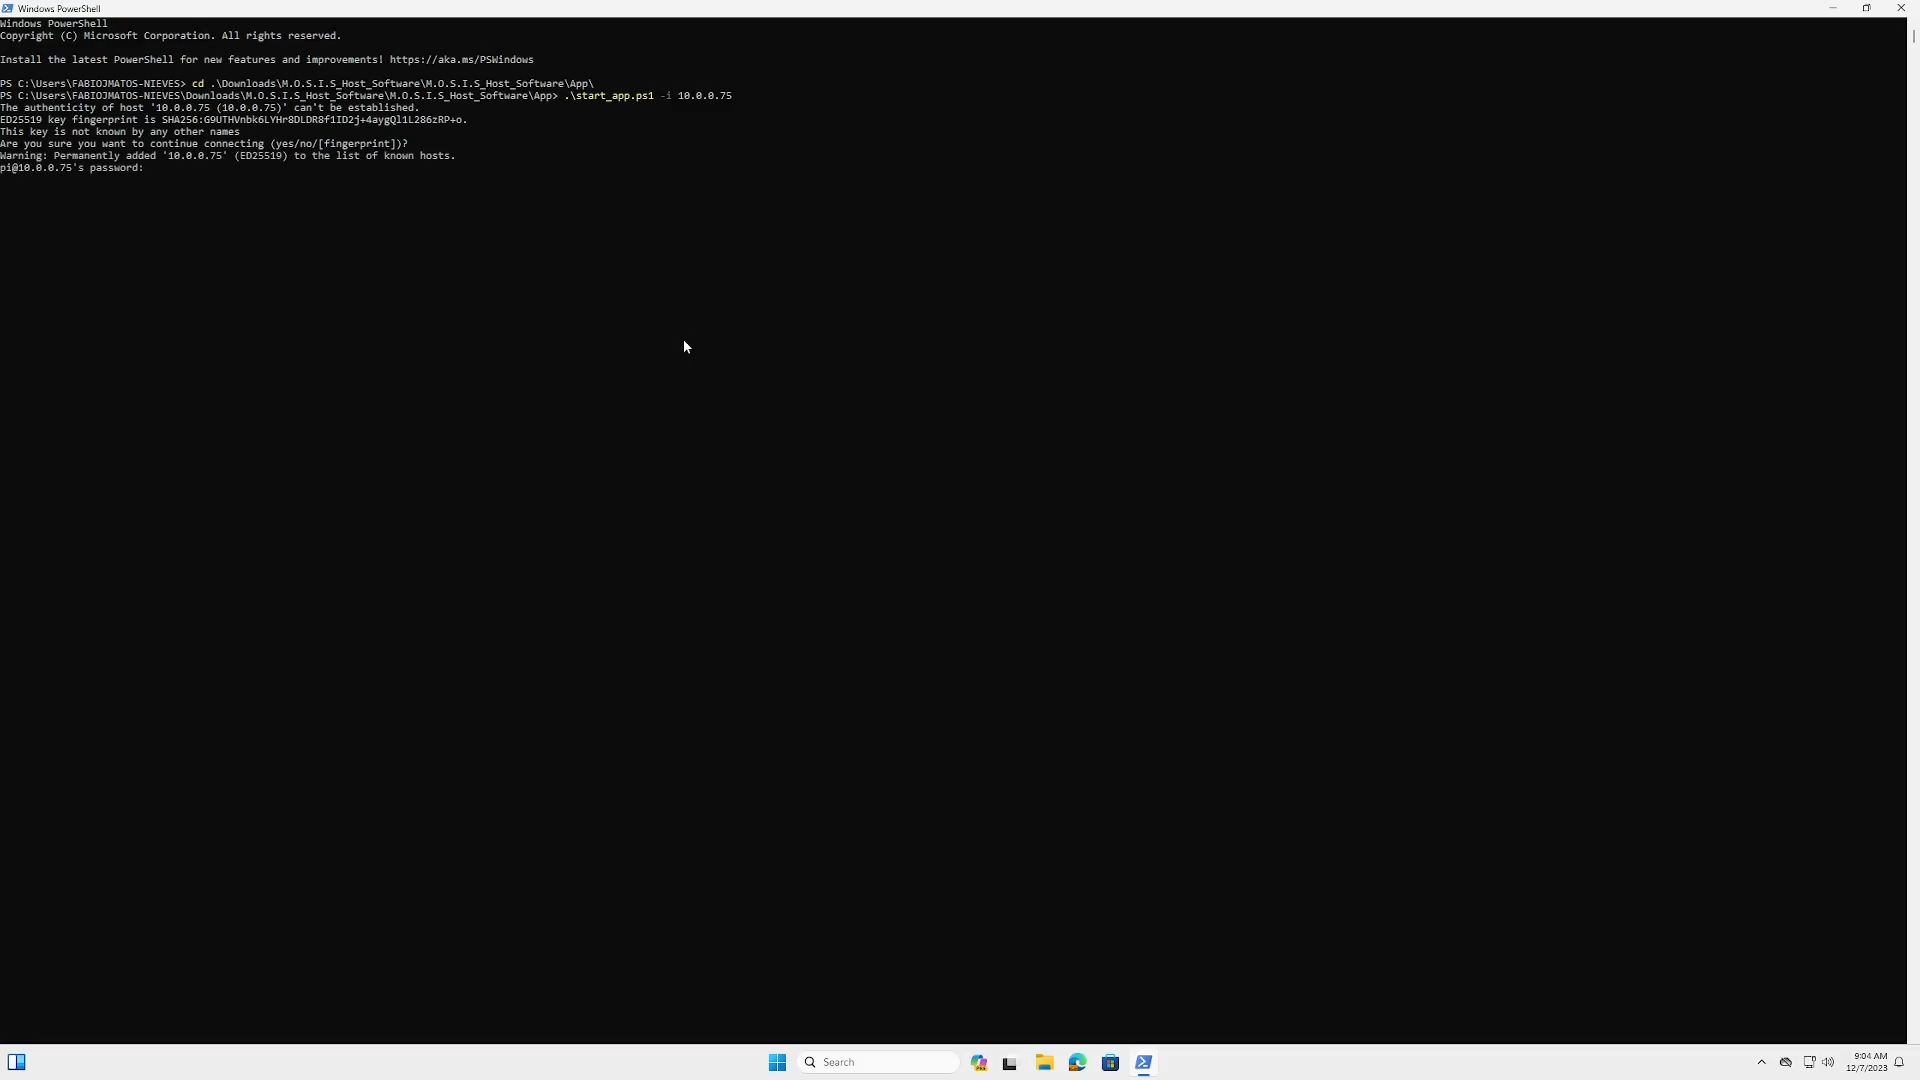 Windows PowerShell
Windows PowerShell
Copyright (C) Microsoft Corporation. All rights reserved.
Install the latest PowerShell for new features and improvements! https://aka.ms/PSWindows
PS C:\Users\FABIOJMATOS-NIEVES> cd .\Downloads\M.O.S.I.S_Host_Software\M.O.S.I.S_Host_Software\App\
PS C:\Users\FABIOJMATOS-NIEVES\Downloads\M.O.S.I.S_Host_Software\M.O.S.I.S_Host_Software\App> .\start_app.ps1 -i 10.0.0.75
The authenticity of host '10.0.0.75 (10.0.0.75)' can't be established.
ED25519 key fingerprint is SHA256:G9UTHVnbk6LYHr8DLDR8f1ID2j+4aygQl1L286zRP+o.
This key is not known by any other names
Are you sure you want to continue connecting (yes/no/[fingerprint])?
Warning: Permanently added '10.0.0.75' (ED25519) to the list of known hosts.
pi@10.0.0.75's password:
Search
9:04 AM
12/7/2023